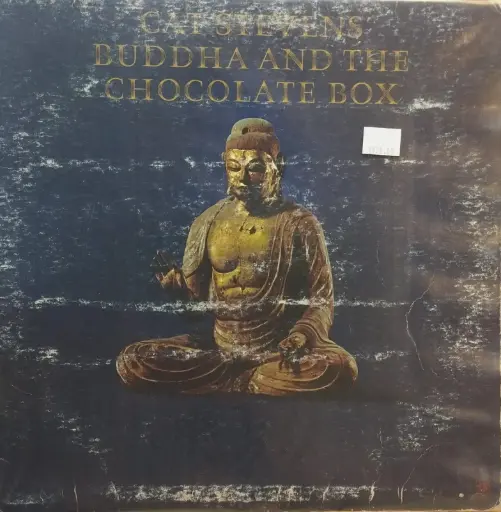 CAT STEVENS
BUDDHA AND THE
CHOCOLATE BOX